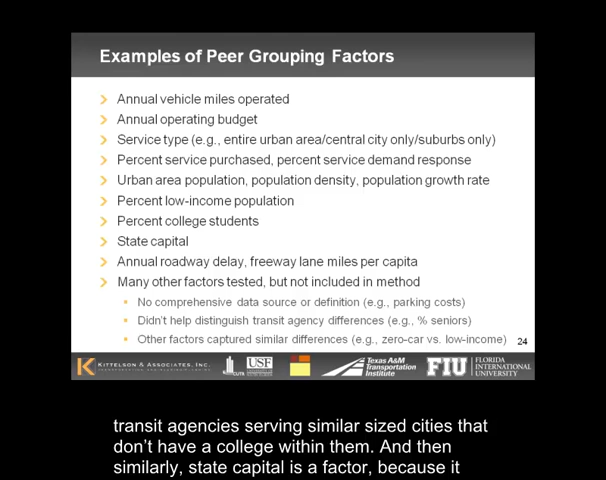 Examples of Peer Grouping Factors
Annual vehicle miles operated
Annual operating budget
Service type (e.g., entire urban area/central city only/suburbs only)
Percent service purchased, percent service demand response
Urban area population, population density, population growth rate
Percent low-income population
Percent college students
State capital
Annual roadway delay, freeway lane miles per capita
Many other factors tested, but not included in method
No comprehensive data source or definition (e.g., parking costs)
Didn't help distinguish transit agency differences (e.g., % seniors)
Other factors captured similar differences (e.g., zero-car vs. low-income)
24
KITTELSON & ASSOCIATES, INC.
CUTR
USF
Texas A&M
Transportation
Institute
FIU
FLORIDA
INTERNATIONAL
UNIVERSITY
transit agencies serving similar sized cities that
don't have a college within them. And then
similarly, state capital is a factor, because it